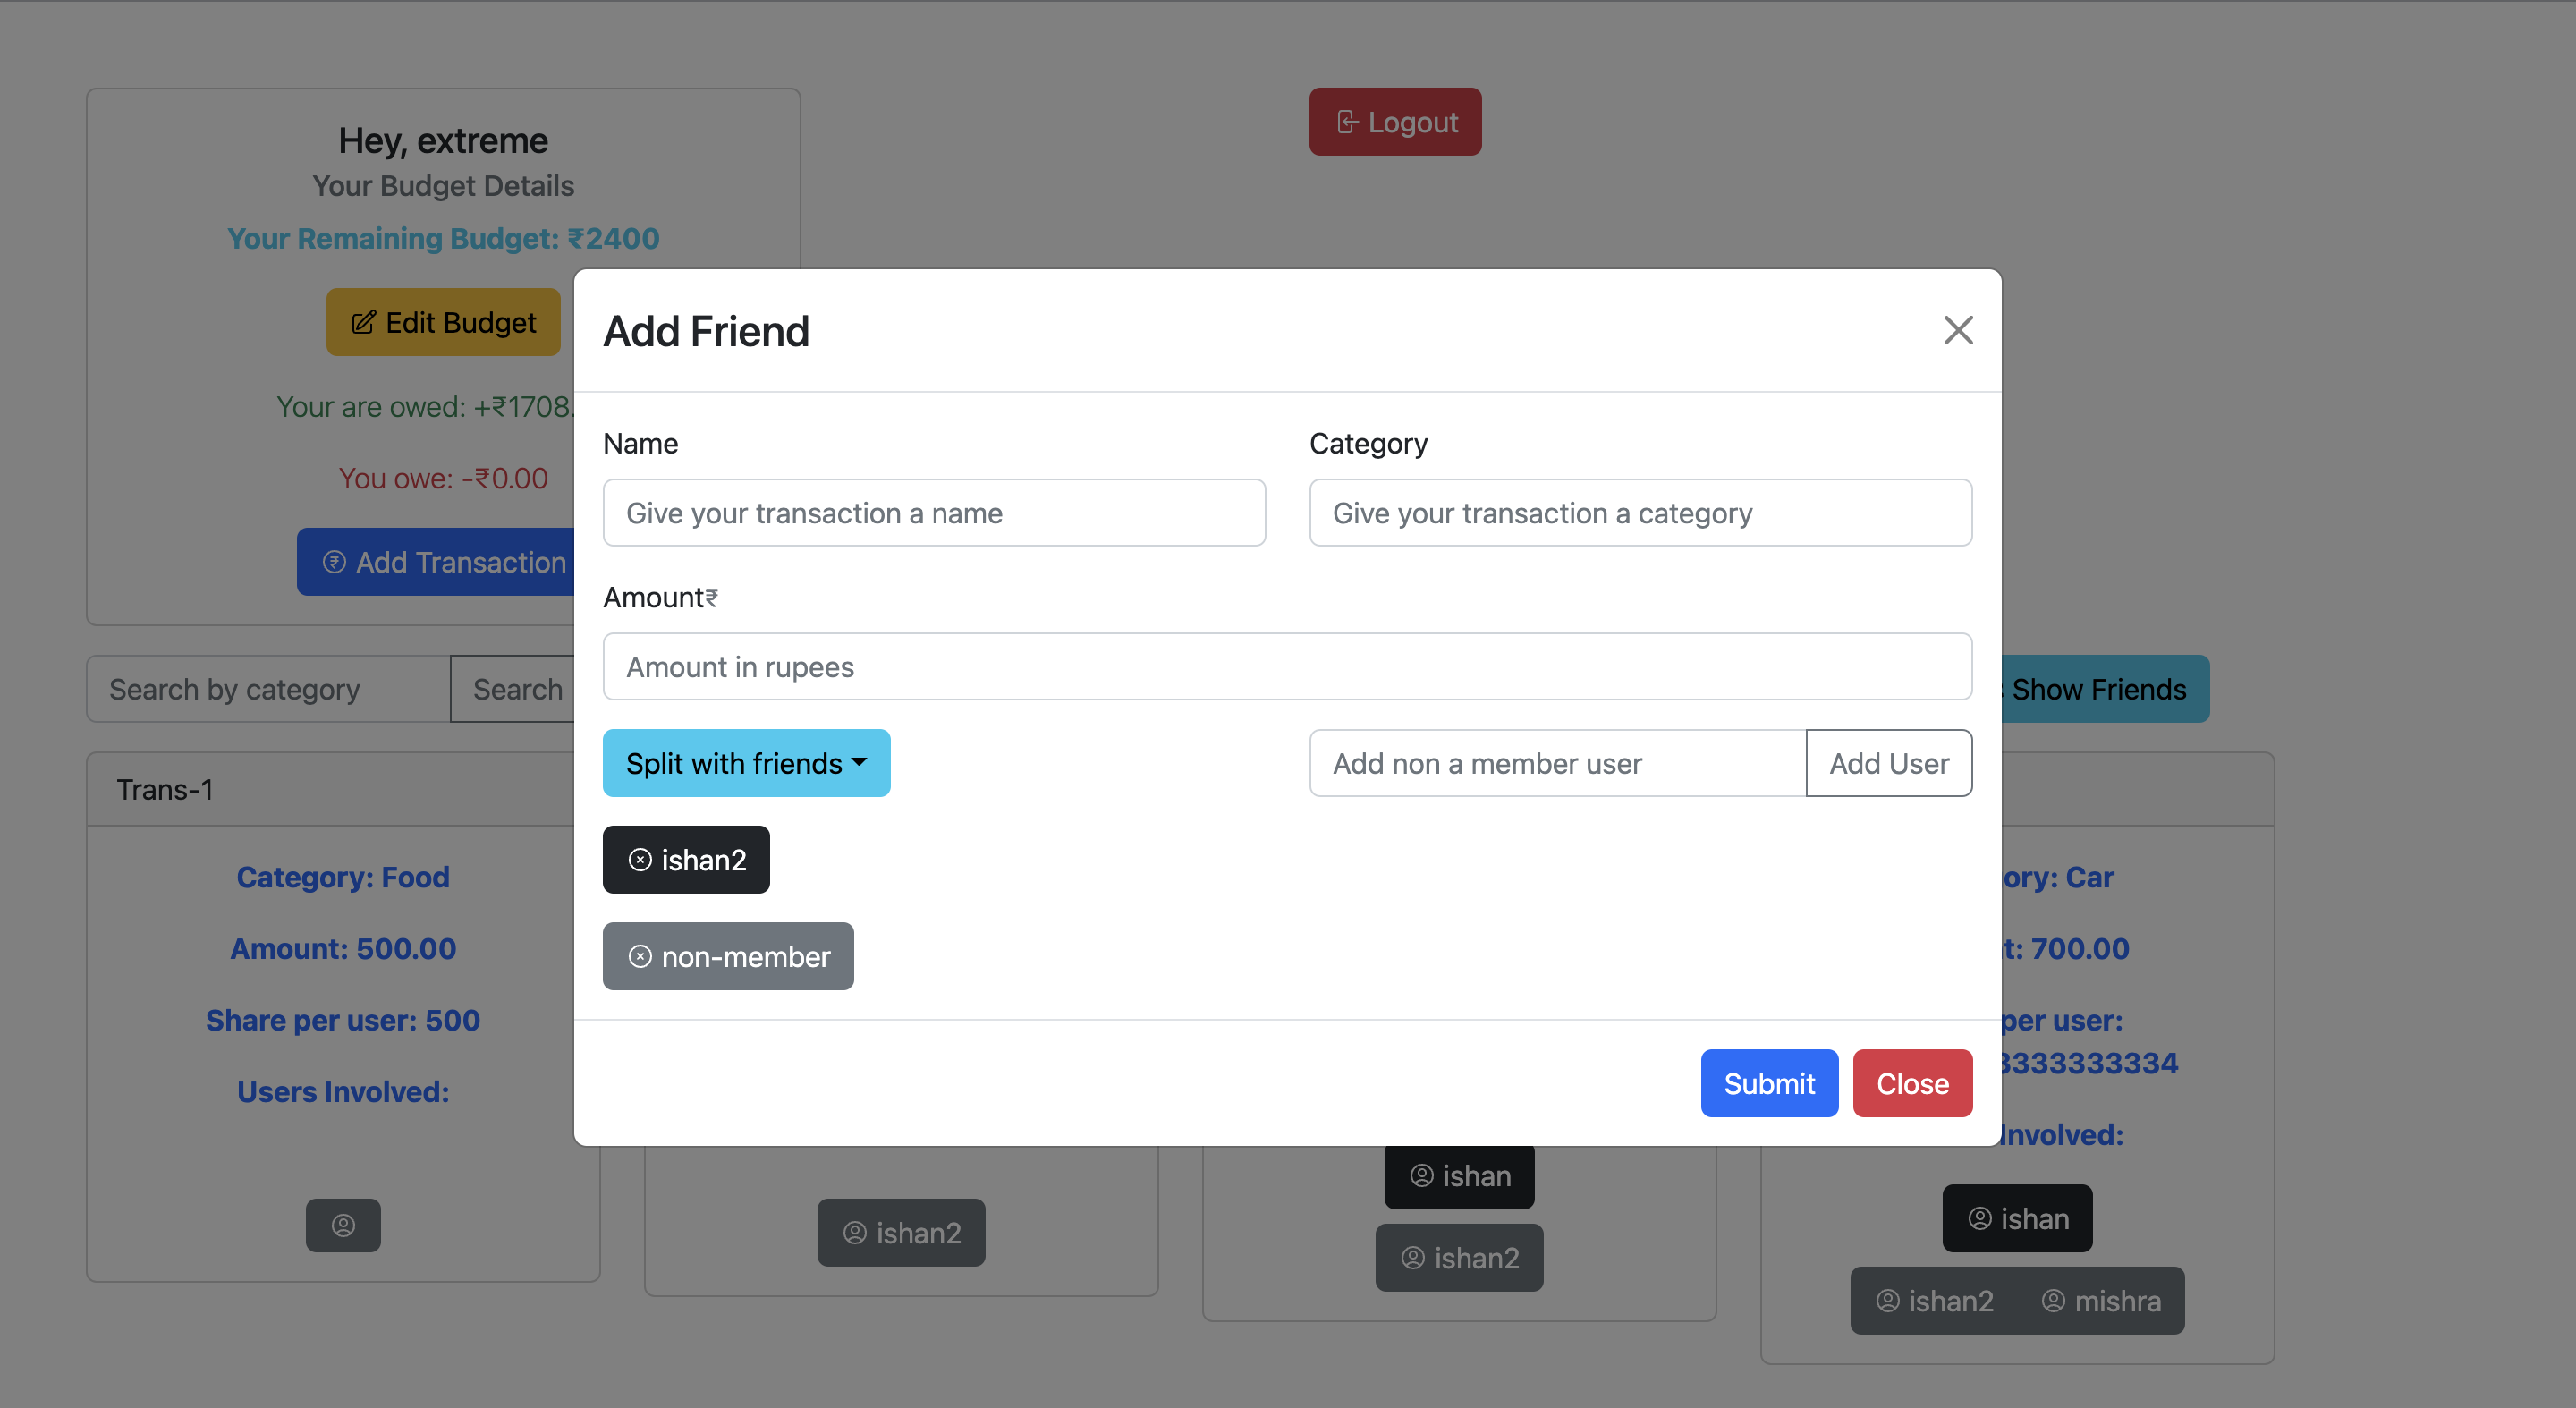 Hey, extreme
Your Budget Details
Your Remaining Budget: ₹2400
Edit Budget
Your are owed: +₹1708.
You owe: -₹0.00
Add Transaction
Logout
Search by category
Search
Show Friends
Add Friend
Name
Category
Give your transaction a name
Give your transaction a category
Amount₹
Amount in rupees
Split with friends
Add non a member user
Add User
ishan2
non-member
Submit
Close
Trans-1
Category: Food
Amount: 500.00
Share per user: 500
Users Involved:
ishan2
ishan
ishan2
ory: Car
t: 700.00
per user:
3333333334
Involved:
ishan
ishan2 mishra